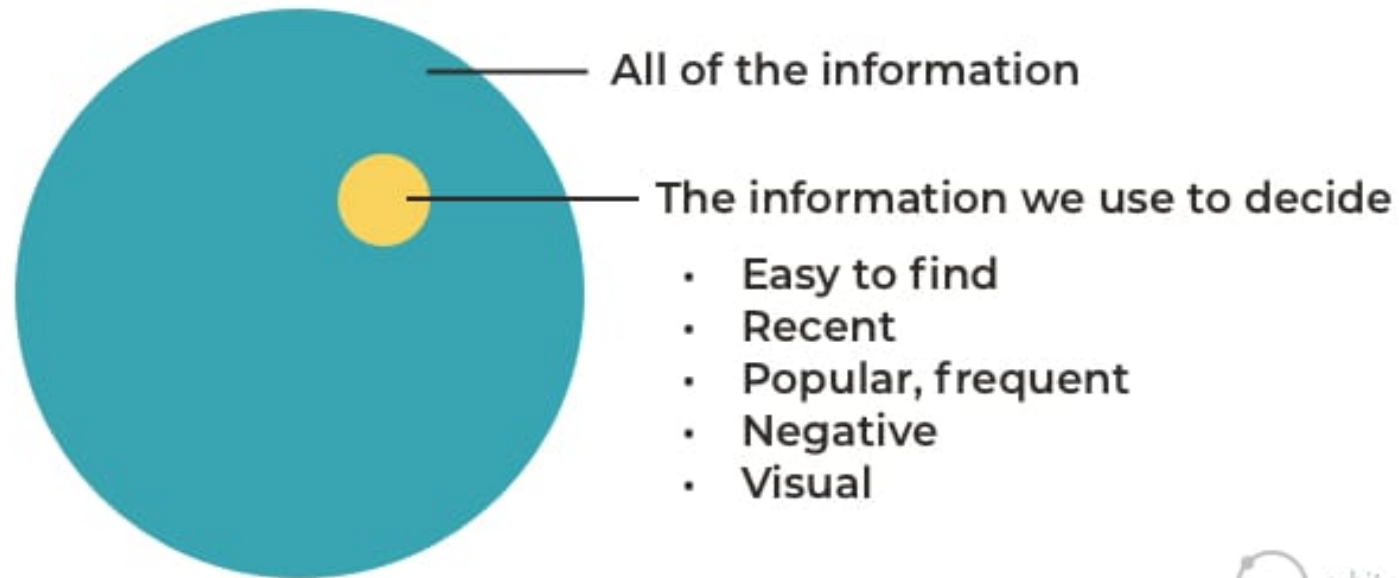 All of the information
The information we use to decide
• Easy to find
• Recent
• Popular, frequent
• Negative
• Visual